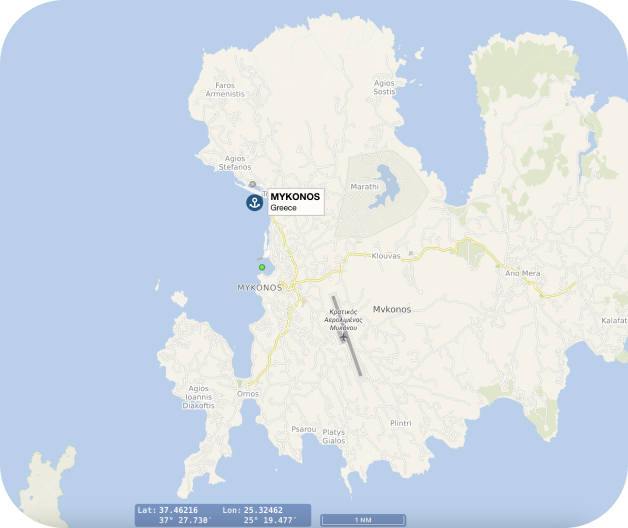 Faros
Armenistis
Agios
Sostis
Agios
Stefanos
Marathi
MYKONOS
Greece
Klouvas
Ano Mera
MYKONOS
Κρατικός
Αερολιμένας
Μυκόνου
Mykonos
Kalafat
Agios
Ioannis
Diakoftis
Ornos
Psarou
Platys
Gialos
Plintri
Lat: 37.46216 Lon: 25.32462
37° 27.730' 25° 19.477'
1 NM